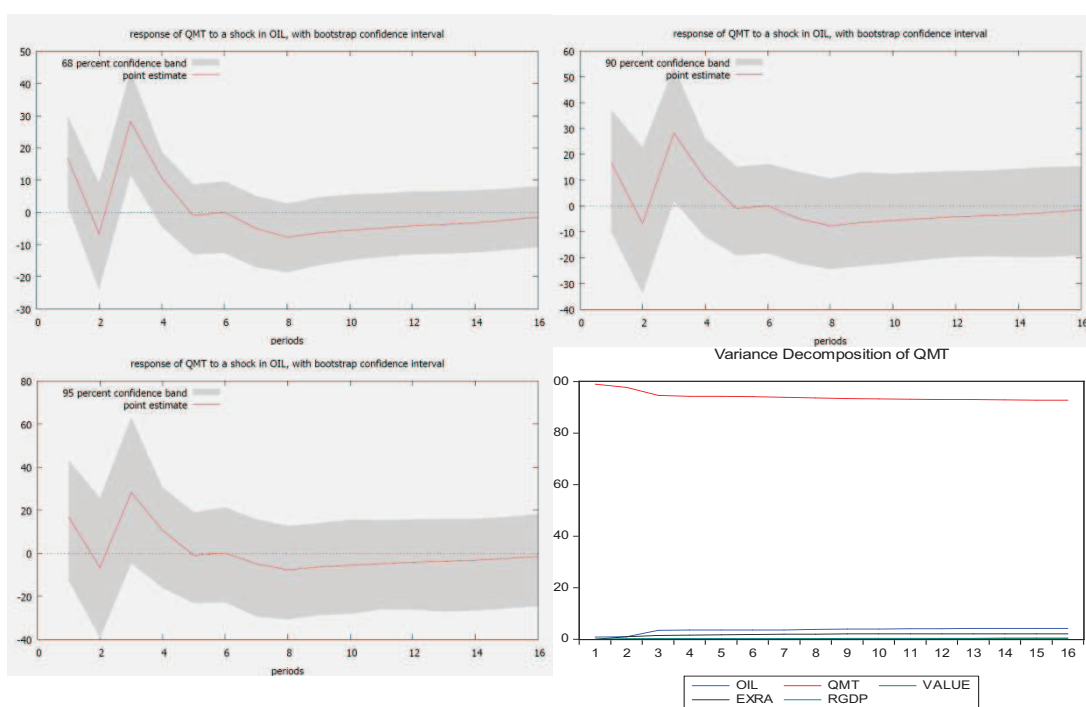 response of QMT to a shock in OIL, with bootstrap confidence interval
50
40
30
20
10
0
-10
-20
-30
68 percent confidence band
point estimate
0 2 4 6 8 10 12 14 16
periods
response of QMT to a shock in OIL, with bootstrap confidence interval
60
50
40
30
20
10
0
-10
-20
-30
-40
90 percent confidence band
point estimate
0 2 4 6 8 10 12 14 16
periods
response of QMT to a shock in OIL, with bootstrap confidence interval
80
60
40
20
0
-20
-40
95 percent confidence band
point estimate
0 2 4 6 8 10 12 14 16
periods
Variance Decomposition of QMT
00
80
60
40
20
0
1 2 3 4 5 6 7 8 9 10 11 12 13 14 15 16
OIL QMT VALUE
EXRA RGDP